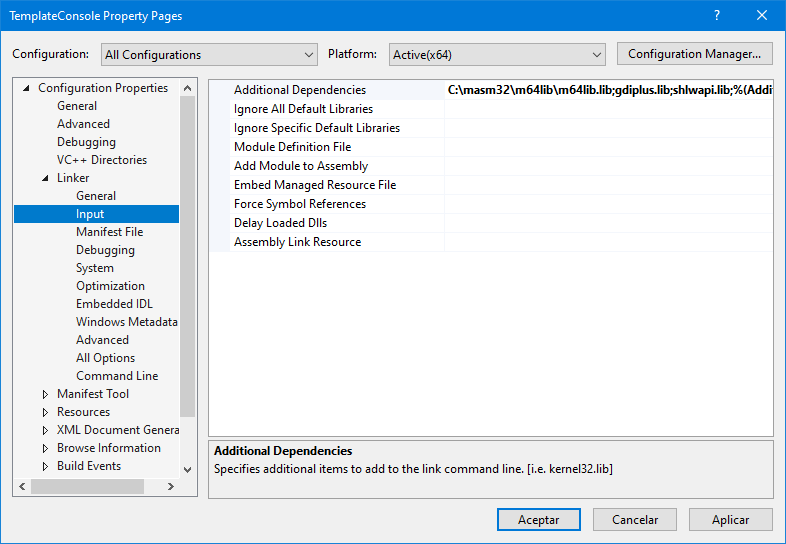 TemplateConsole Property Pages
Configuration: All Configurations Platform: Active(x64) Configuration Manager...
Configuration Properties
General
Advanced
Debugging
VC++ Directories
Linker
General
Input
Manifest File
Debugging
System
Optimization
Embedded IDL
Windows Metadata
Advanced
All Options
Command Line
Manifest Tool
Resources
XML Document Genera
Browse Information
Build Events
Additional Dependencies C:\masm32\m64lib\m64lib.lib;gdiplus.lib;shlwapi.lib;%(Addit
Ignore All Default Libraries
Ignore Specific Default Libraries
Module Definition File
Add Module to Assembly
Embed Managed Resource File
Force Symbol References
Delay Loaded Dlls
Assembly Link Resource
Additional Dependencies
Specifies additional items to add to the link command line. [i.e. kernel32.lib]
Aceptar Cancelar Aplicar